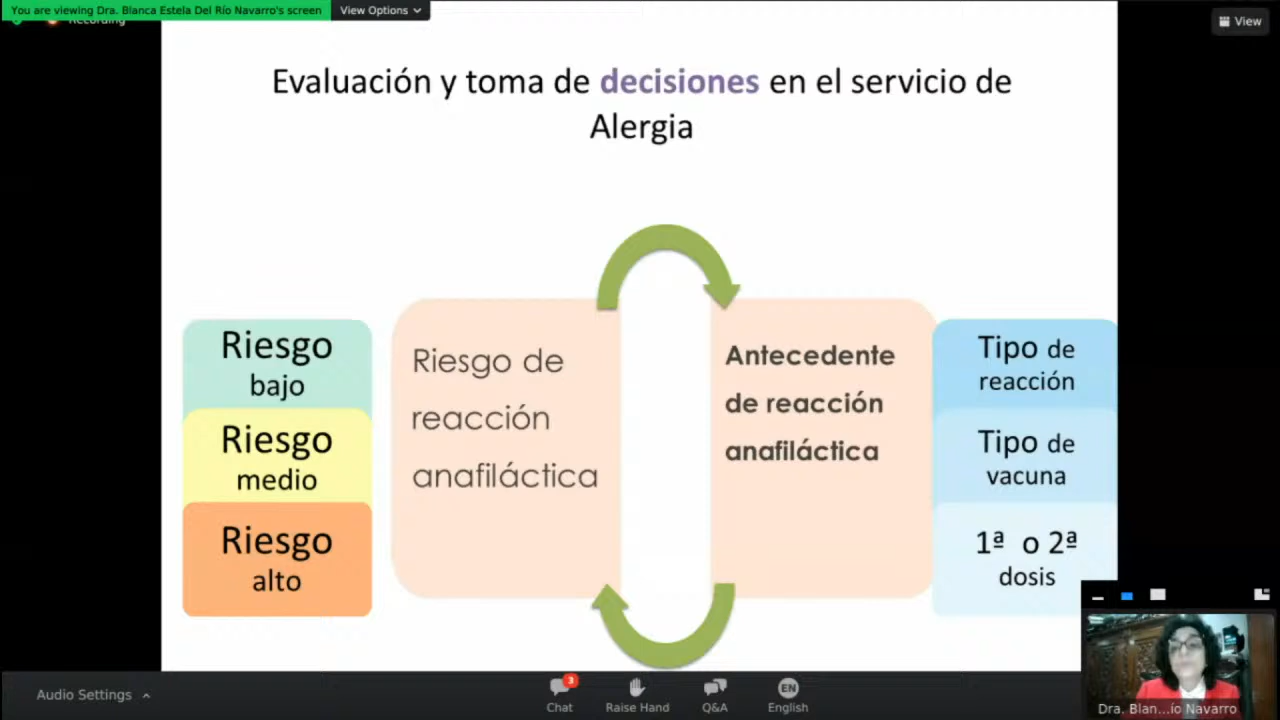 You are viewing Dra. Blanca Estela Del Río Navarro's screen
View Options
Recording
View
Evaluación y toma de decisiones en el servicio de
Alergia
Riesgo
bajo
Riesgo
medio
Riesgo
alto
Riesgo de
reacción
anafiláctica
Antecedente
de reacción
anafiláctica
Tipo de
reacción
Tipo de
vacuna
1ª o 2ª
dosis
Dra. Blan...ío Navarro
Audio Settings
3
Chat
Raise Hand
Q&A
EN
English